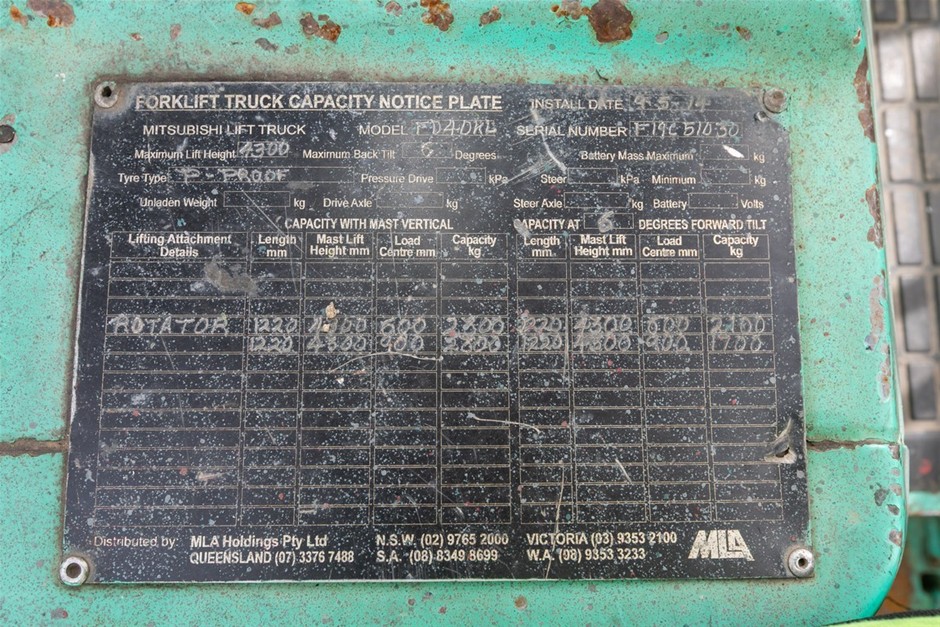 FORKLIFT TRUCK CAPACITY NOTICE PLATE INSTALL DATE 4-5-14
MITSUBISHI LIFT TRUCK MODEL FD40KL SERIAL NUMBER F19C51030
Maximum Lift Height 4300 Maximum Back Tilt 6 Degrees Battery Mass Maximum kg
Tyre Type P-PROOF Pressure Drive kPa Steer kPa Minimum kg
Unladen Weight kg Drive Axle kg Steer Axle kg Battery Volts
CAPACITY WITH MAST VERTICAL CAPACITY AT 6 DEGREES FORWARD TILT
Lifting Attachment Length Mast Lift Load Capacity Length Mast Lift Load Capacity
Details mm Height mm Centre mm kg mm Height mm Centre mm kg
ROTATOR 1220 600 1220 4300 600
1220 4300 900 1220 4300 900
Distributed by: MLA Holdings Pty Ltd N.S.W. (02) 9765 2000 VICTORIA (03) 9353 2100 MLA
QUEENSLAND (07) 3376 7488 S.A. (08) 8349 8699 W.A. (08) 9353 3233